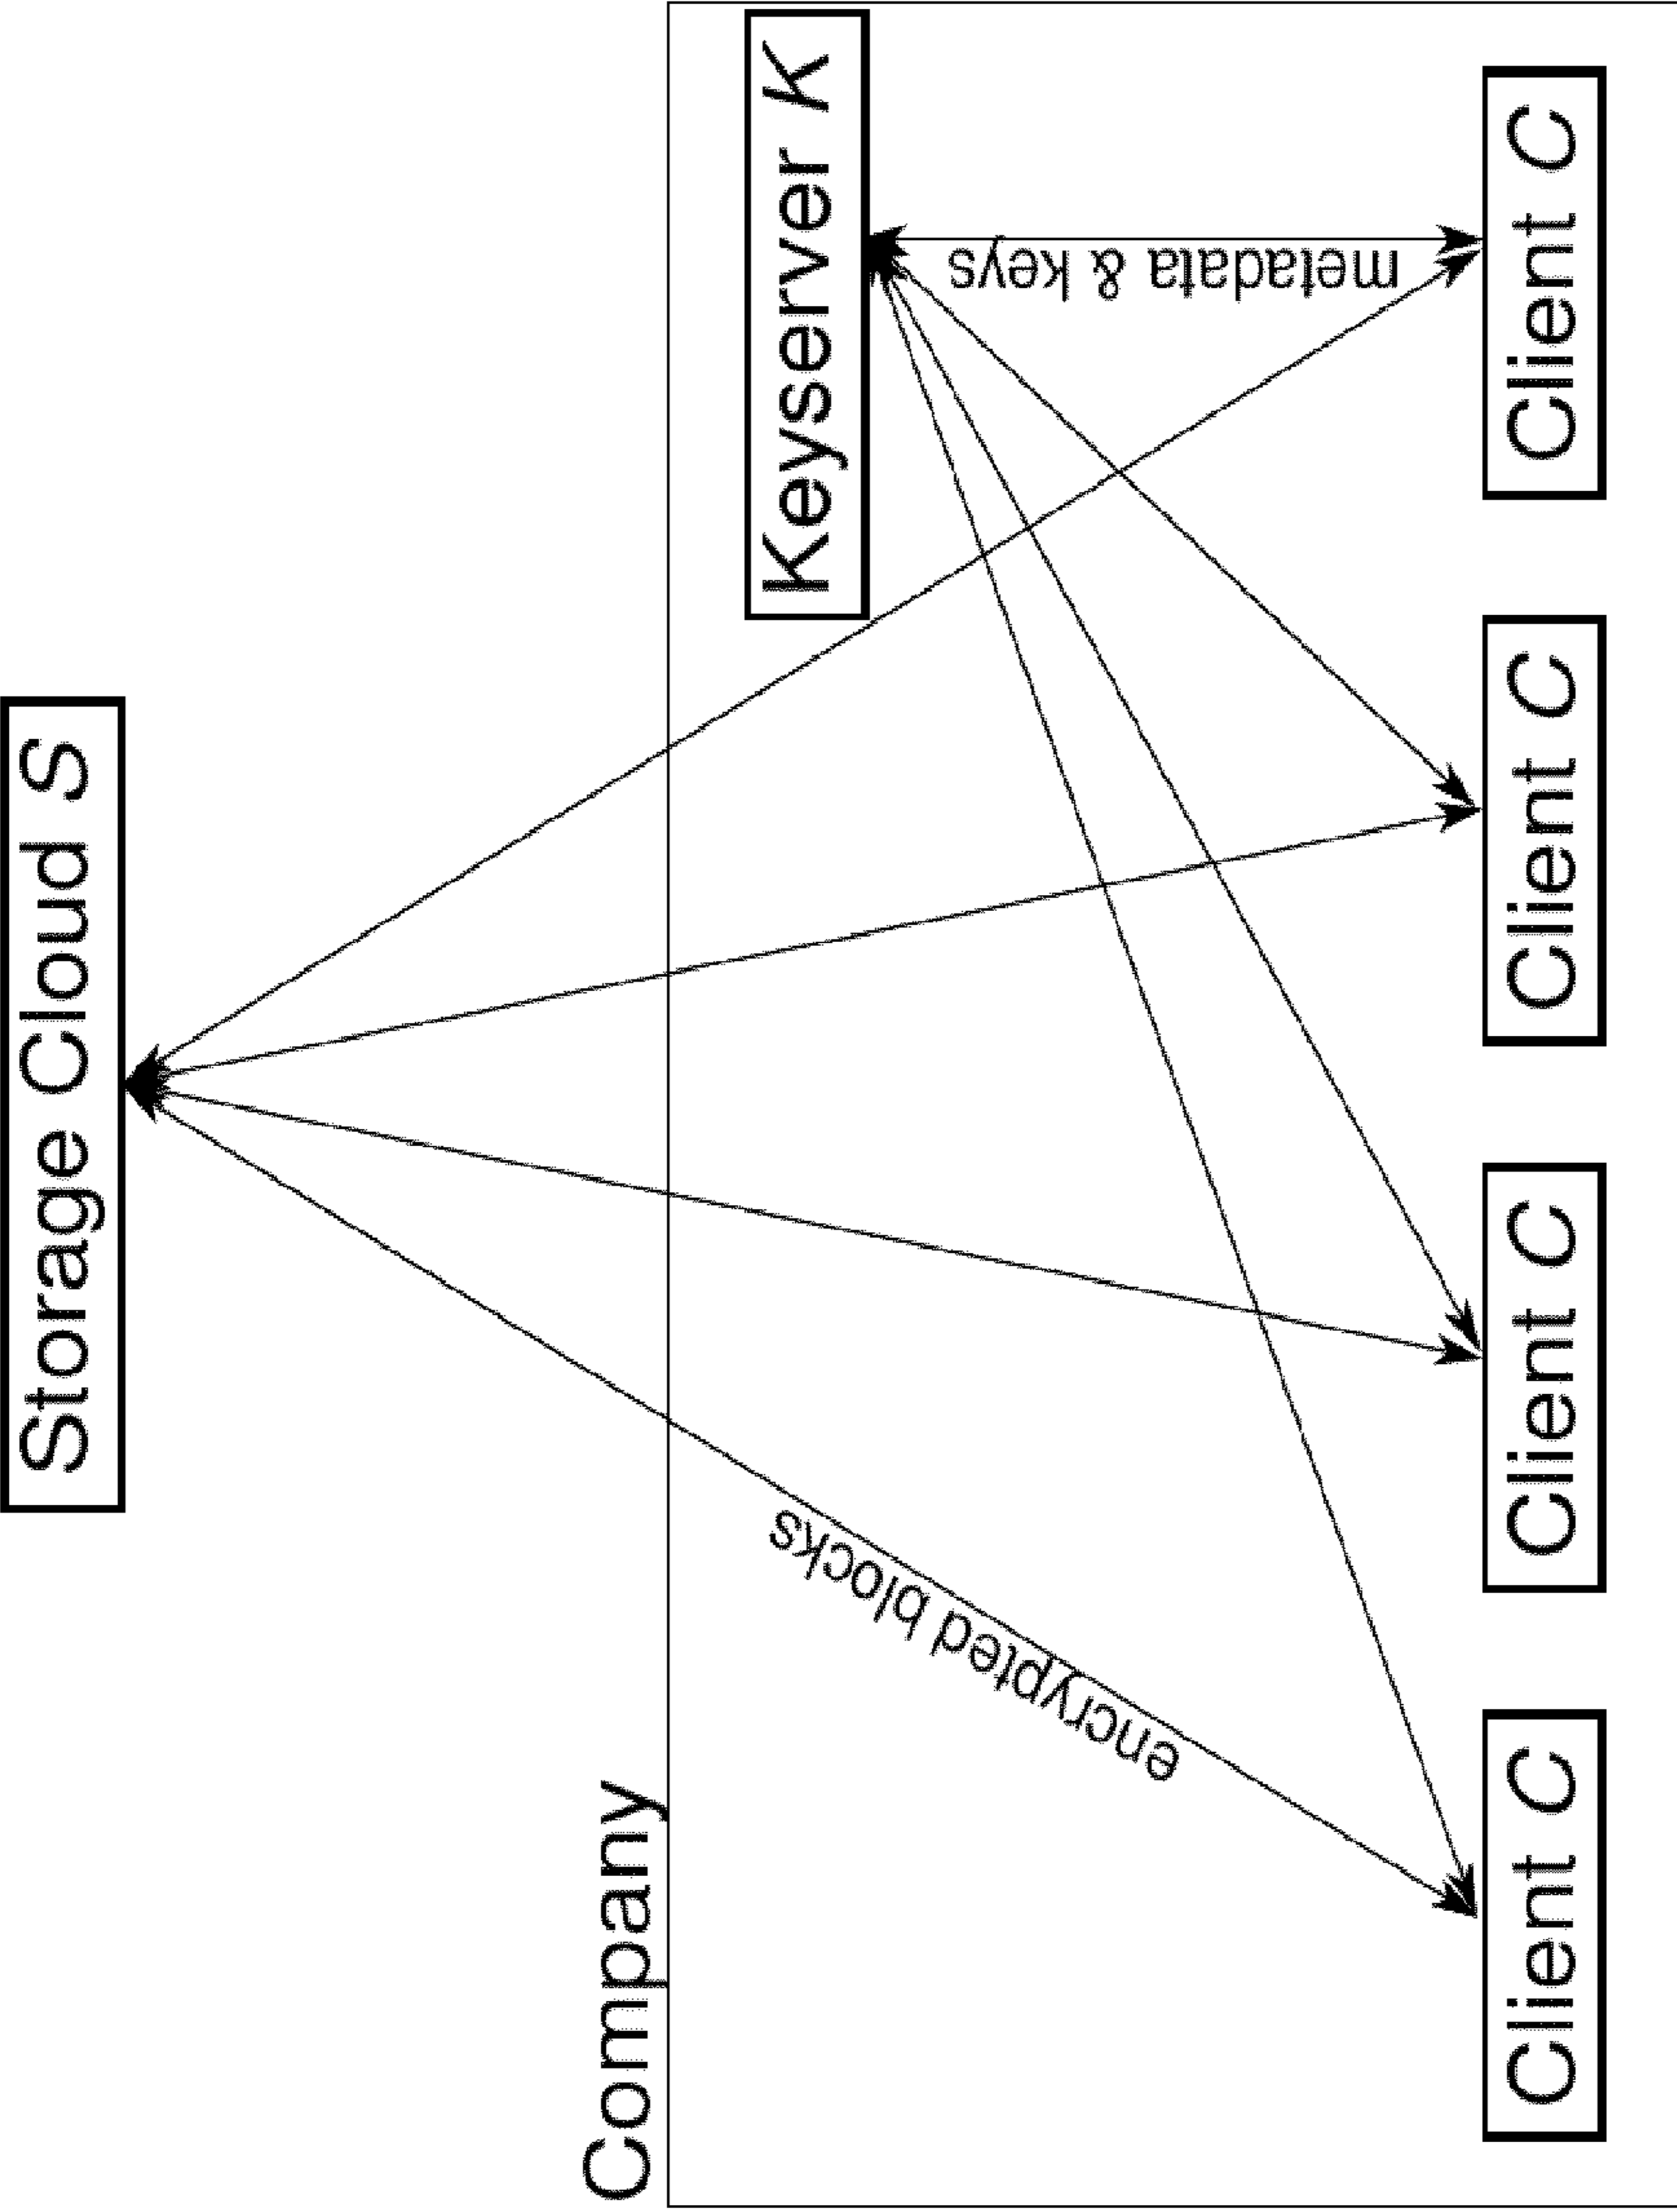 Storage Cloud S
Company
Keyserver K
encrypted blocks
metadata & keys
Client C
Client C
Client C
Client C